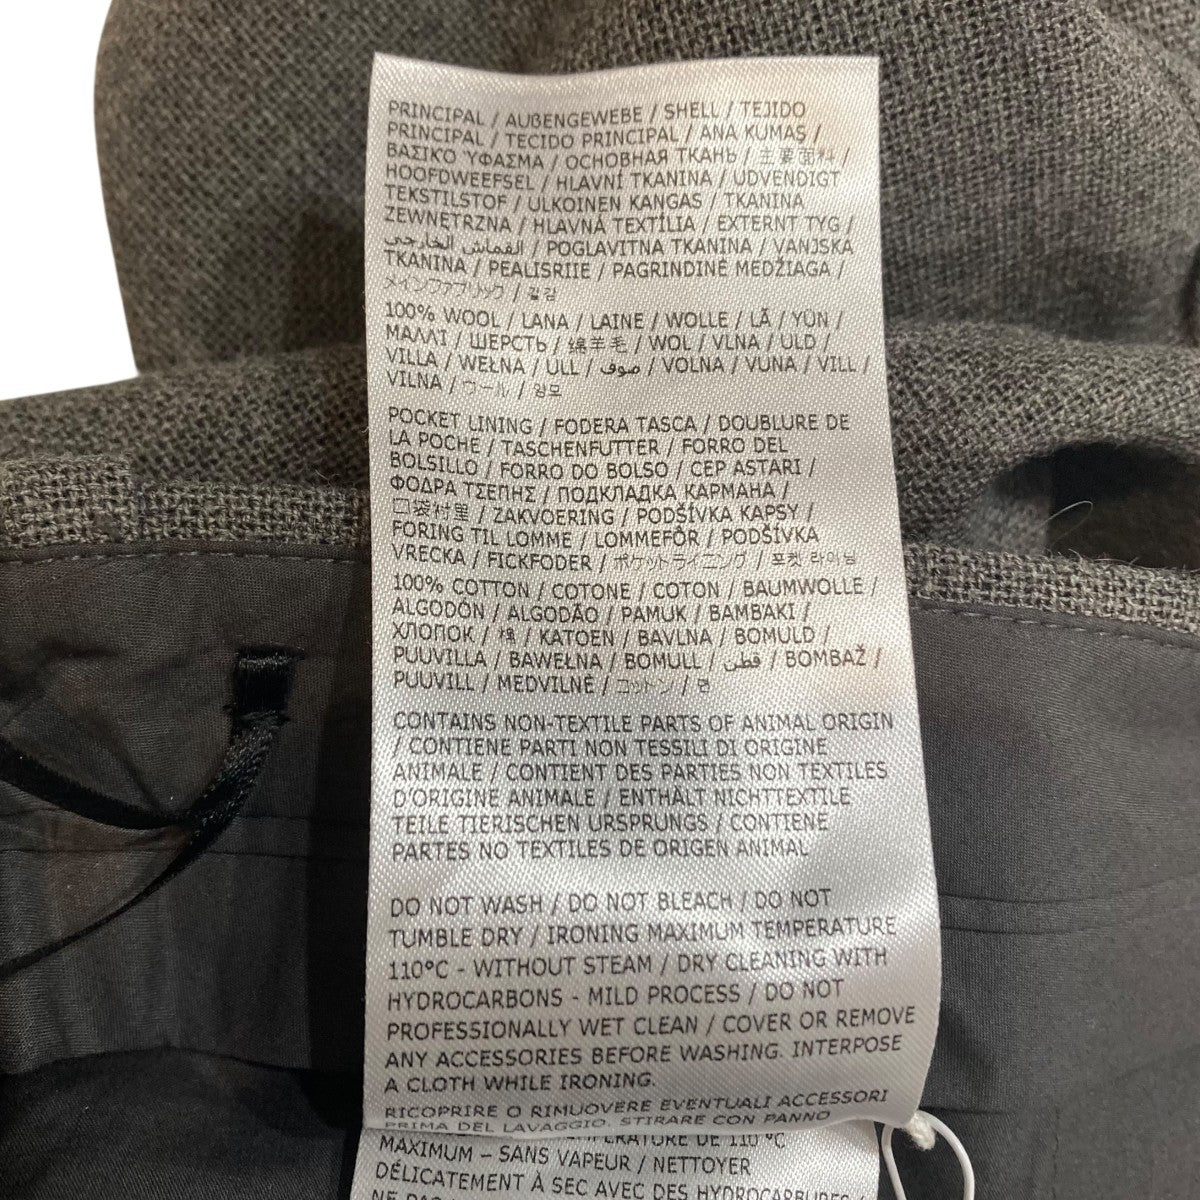 PRINCIPAL / AUßENGEWEBE / SHELL / TEJIDO
PRINCIPAL / TECIDO PRINCIPAL / ANA KUMAŞ /
ΒΑΣΙΚΌ ΎΦΑΣΜΑ / ОСНОВНАЯ ТКАНЬ / 主要面料 /
HOOFDWEEFSEL / HLAVNÍ TKANINA / UDVENDIGT
TEKSTILSTOF / ULKOINEN KANGAS / TKANINA
ZEWNĘTRZNA / HLAVNÁ TEXTÍLIA / EXTERNT TYG /
القماش الخارجي / POGLAVITNA TKANINA / VANJSKA
TKANINA / PEALISRIIE / PAGRINDINĖ MEDŽIAGA /
メインファブリック / 겉감
100% WOOL / LANA / LAINE / WOLLE / LÃ / YÜN /
ΜΑΛΛΊ / ШЕРСТЬ / 绵羊毛 / WOL / VLNA / ULD /
VILLA / WEŁNA / ULL / صوف / VOLNA / VUNA / VILL /
VILNA / ウール / 양모
POCKET LINING / FODERA TASCA / DOUBLURE DE
LA POCHE / TASCHENFUTTER / FORRO DEL
BOLSILLO / FORRO DO BOLSO / CEP ASTARI /
ΦΌΔΡΑ ΤΣΈΠΗΣ / ПОДКЛАДКА КАРМАНА /
口袋衬里 / ZAKVOERING / PODŠÍVKA KAPSY /
FORING TIL LOMME / LOMMEFÔR / PODŠÍVKA
VRECKA / FICKFODER / ポケットライニング / 포켓 라이닝
100% COTTON / COTONE / COTON / BAUMWOLLE /
ALGODÓN / ALGODÃO / PAMUK / ΒΑΜΒΆΚΙ /
ХЛОПОК / 棉 / KATOEN / BAVLNA / BOMULD /
PUUVILLA / BAWEŁNA / BOMULL / قطن / BOMBAŽ /
PUUVILL / MEDVILNĖ / コットン / 면
CONTAINS NON-TEXTILE PARTS OF ANIMAL ORIGIN
/ CONTIENE PARTI NON TESSILI DI ORIGINE
ANIMALE / CONTIENT DES PARTIES NON TEXTILES
D'ORIGINE ANIMALE / ENTHÄLT NICHTTEXTILE
TEILE TIERISCHEN URSPRUNGS / CONTIENE
PARTES NO TEXTILES DE ORIGEN ANIMAL
DO NOT WASH / DO NOT BLEACH / DO NOT
TUMBLE DRY / IRONING MAXIMUM TEMPERATURE
110°C - WITHOUT STEAM / DRY CLEANING WITH
HYDROCARBONS - MILD PROCESS / DO NOT
PROFESSIONALLY WET CLEAN / COVER OR REMOVE
ANY ACCESSORIES BEFORE WASHING. INTERPOSE
A CLOTH WHILE IRONING.
RICOPRIRE O RIMUOVERE EVENTUALI ACCESSORI
PRIMA DEL LAVAGGIO. STIRARE CON PANNO
DE 110 °C
MAXIMUM – SANS VAPEUR / NETTOYER
DÉLICATEMENT À SEC AVEC DES HYDROCARBURES /
NE PAS